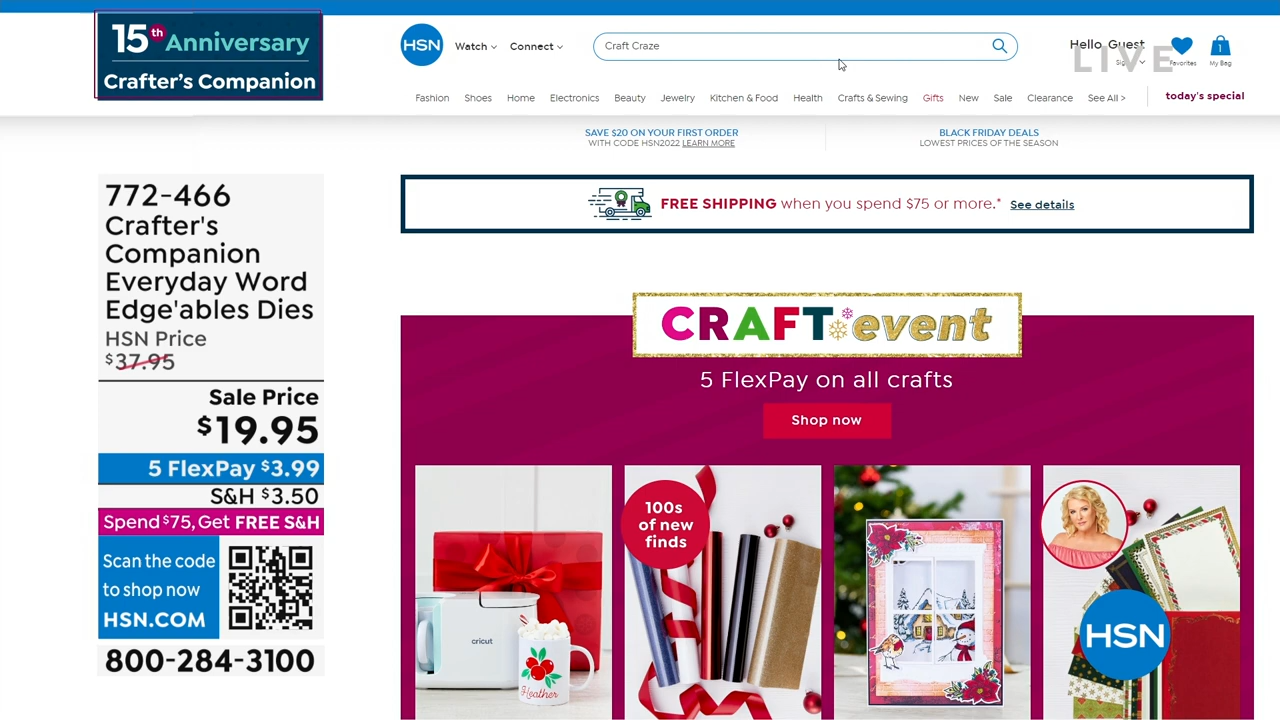 15th Anniversary
Crafter's Companion
772-466
Crafter's
Companion
Everyday Word
Edge'ables Dies
HSN Price
$37.95
Sale Price
$19.95
5 FlexPay $3.99
S&H $3.50
Spend $75, Get FREE S&H
Scan the code
to shop now
HSN.COM
800-284-3100
HSN
Watch
Connect
Craft Craze
Hello, Guest
LIVE
Favorites
1
My Bag
Fashion Shoes Home Electronics Beauty Jewelry Kitchen & Food Health Crafts & Sewing Gifts New Sale Clearance See All >
today's special
SAVE $20 ON YOUR FIRST ORDER
WITH CODE HSN2022 LEARN MORE
BLACK FRIDAY DEALS
LOWEST PRICES OF THE SEASON
FREE SHIPPING when you spend $75 or more.* See details
CRAFT event
5 FlexPay on all crafts
Shop now
cricut
Heather
100s
of new
finds
HSN